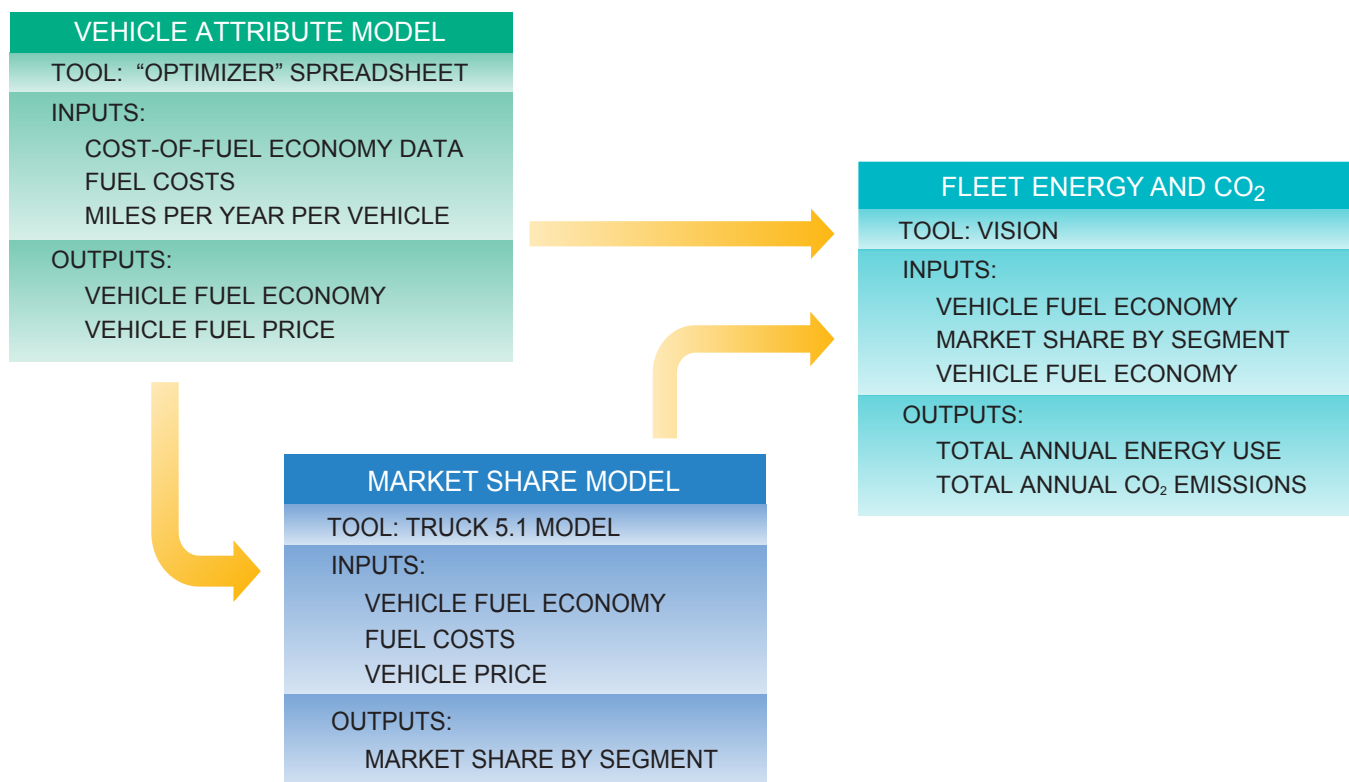 VEHICLE ATTRIBUTE MODEL
TOOL: “OPTIMIZER” SPREADSHEET
INPUTS:
COST-OF-FUEL ECONOMY DATA
FUEL COSTS
MILES PER YEAR PER VEHICLE
OUTPUTS:
VEHICLE FUEL ECONOMY
VEHICLE FUEL PRICE
MARKET SHARE MODEL
TOOL: TRUCK 5.1 MODEL
INPUTS:
VEHICLE FUEL ECONOMY
FUEL COSTS
VEHICLE PRICE
OUTPUTS:
MARKET SHARE BY SEGMENT
FLEET ENERGY AND CO₂
TOOL: VISION
INPUTS:
VEHICLE FUEL ECONOMY
MARKET SHARE BY SEGMENT
VEHICLE FUEL ECONOMY
OUTPUTS:
TOTAL ANNUAL ENERGY USE
TOTAL ANNUAL CO₂ EMISSIONS